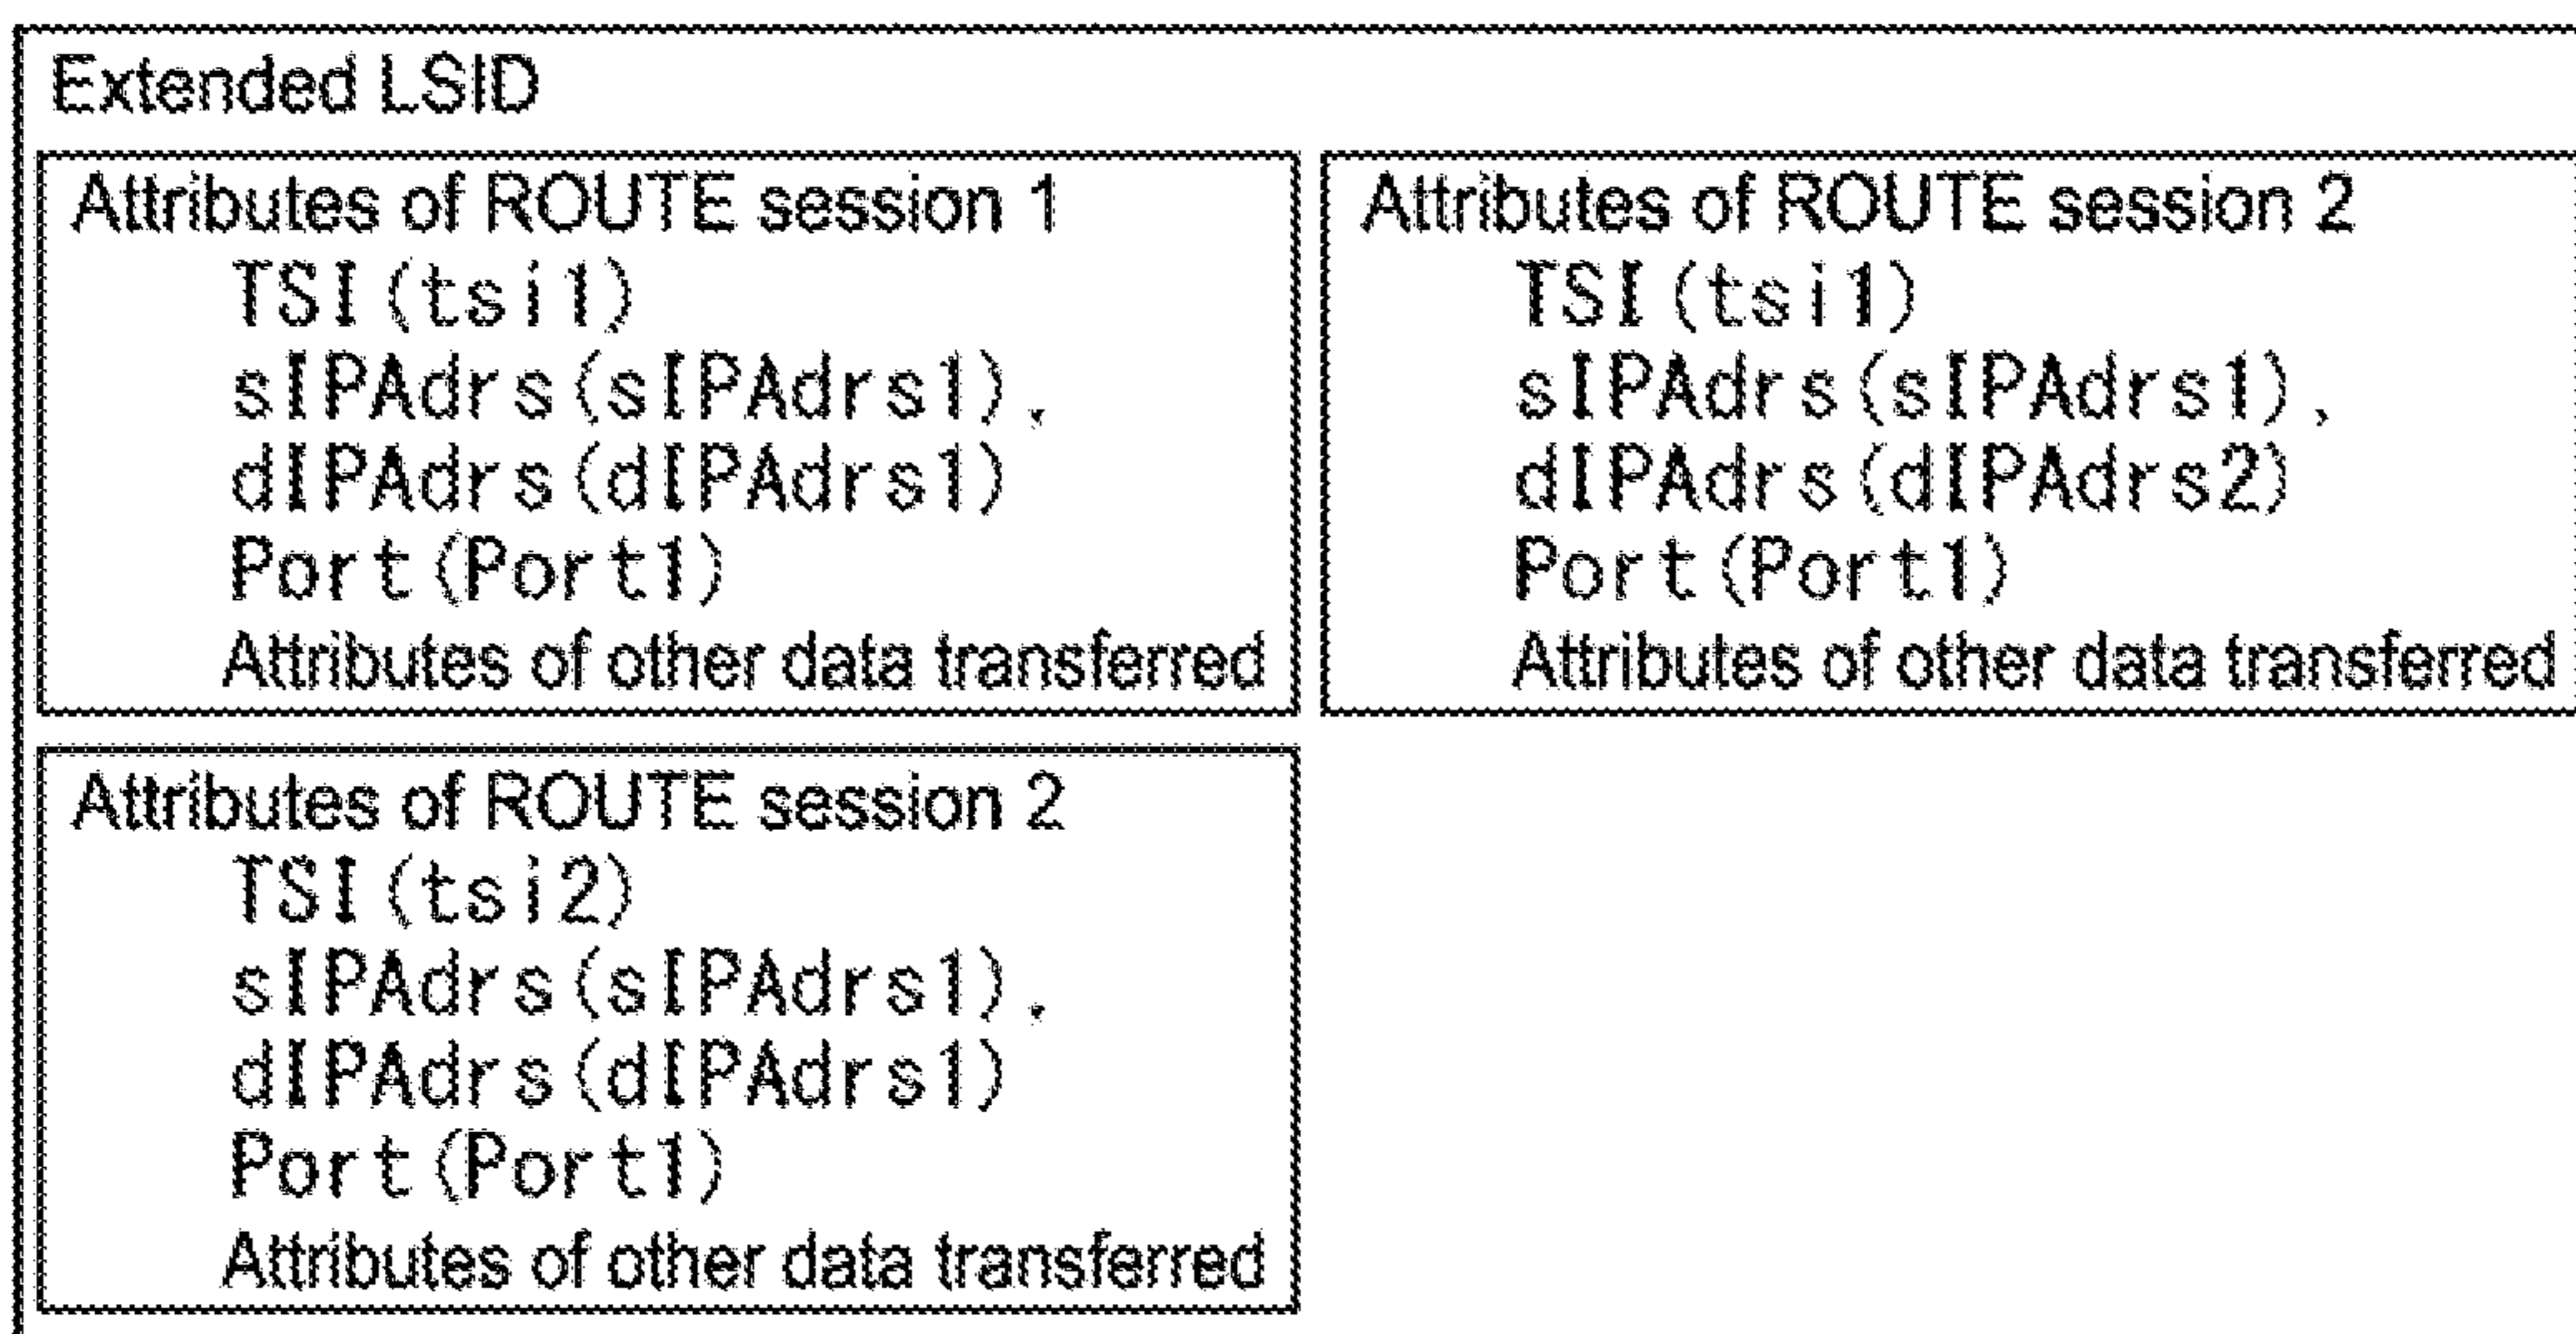 Extended LSID
Attributes of ROUTE session 1
TSI(tsi1)
sIPAdrs(sIPAdrs1),
dIPAdrs(dIPAdrs1)
Port(Port1)
Attributes of other data transferred
Attributes of ROUTE session 2
TSI(tsi1)
sIPAdrs(sIPAdrs1),
dIPAdrs(dIPAdrs2)
Port(Port1)
Attributes of other data transferred
Attributes of ROUTE session 2
TSI(tsi2)
sIPAdrs(sIPAdrs1),
dIPAdrs(dIPAdrs1)
Port(Port1)
Attributes of other data transferred